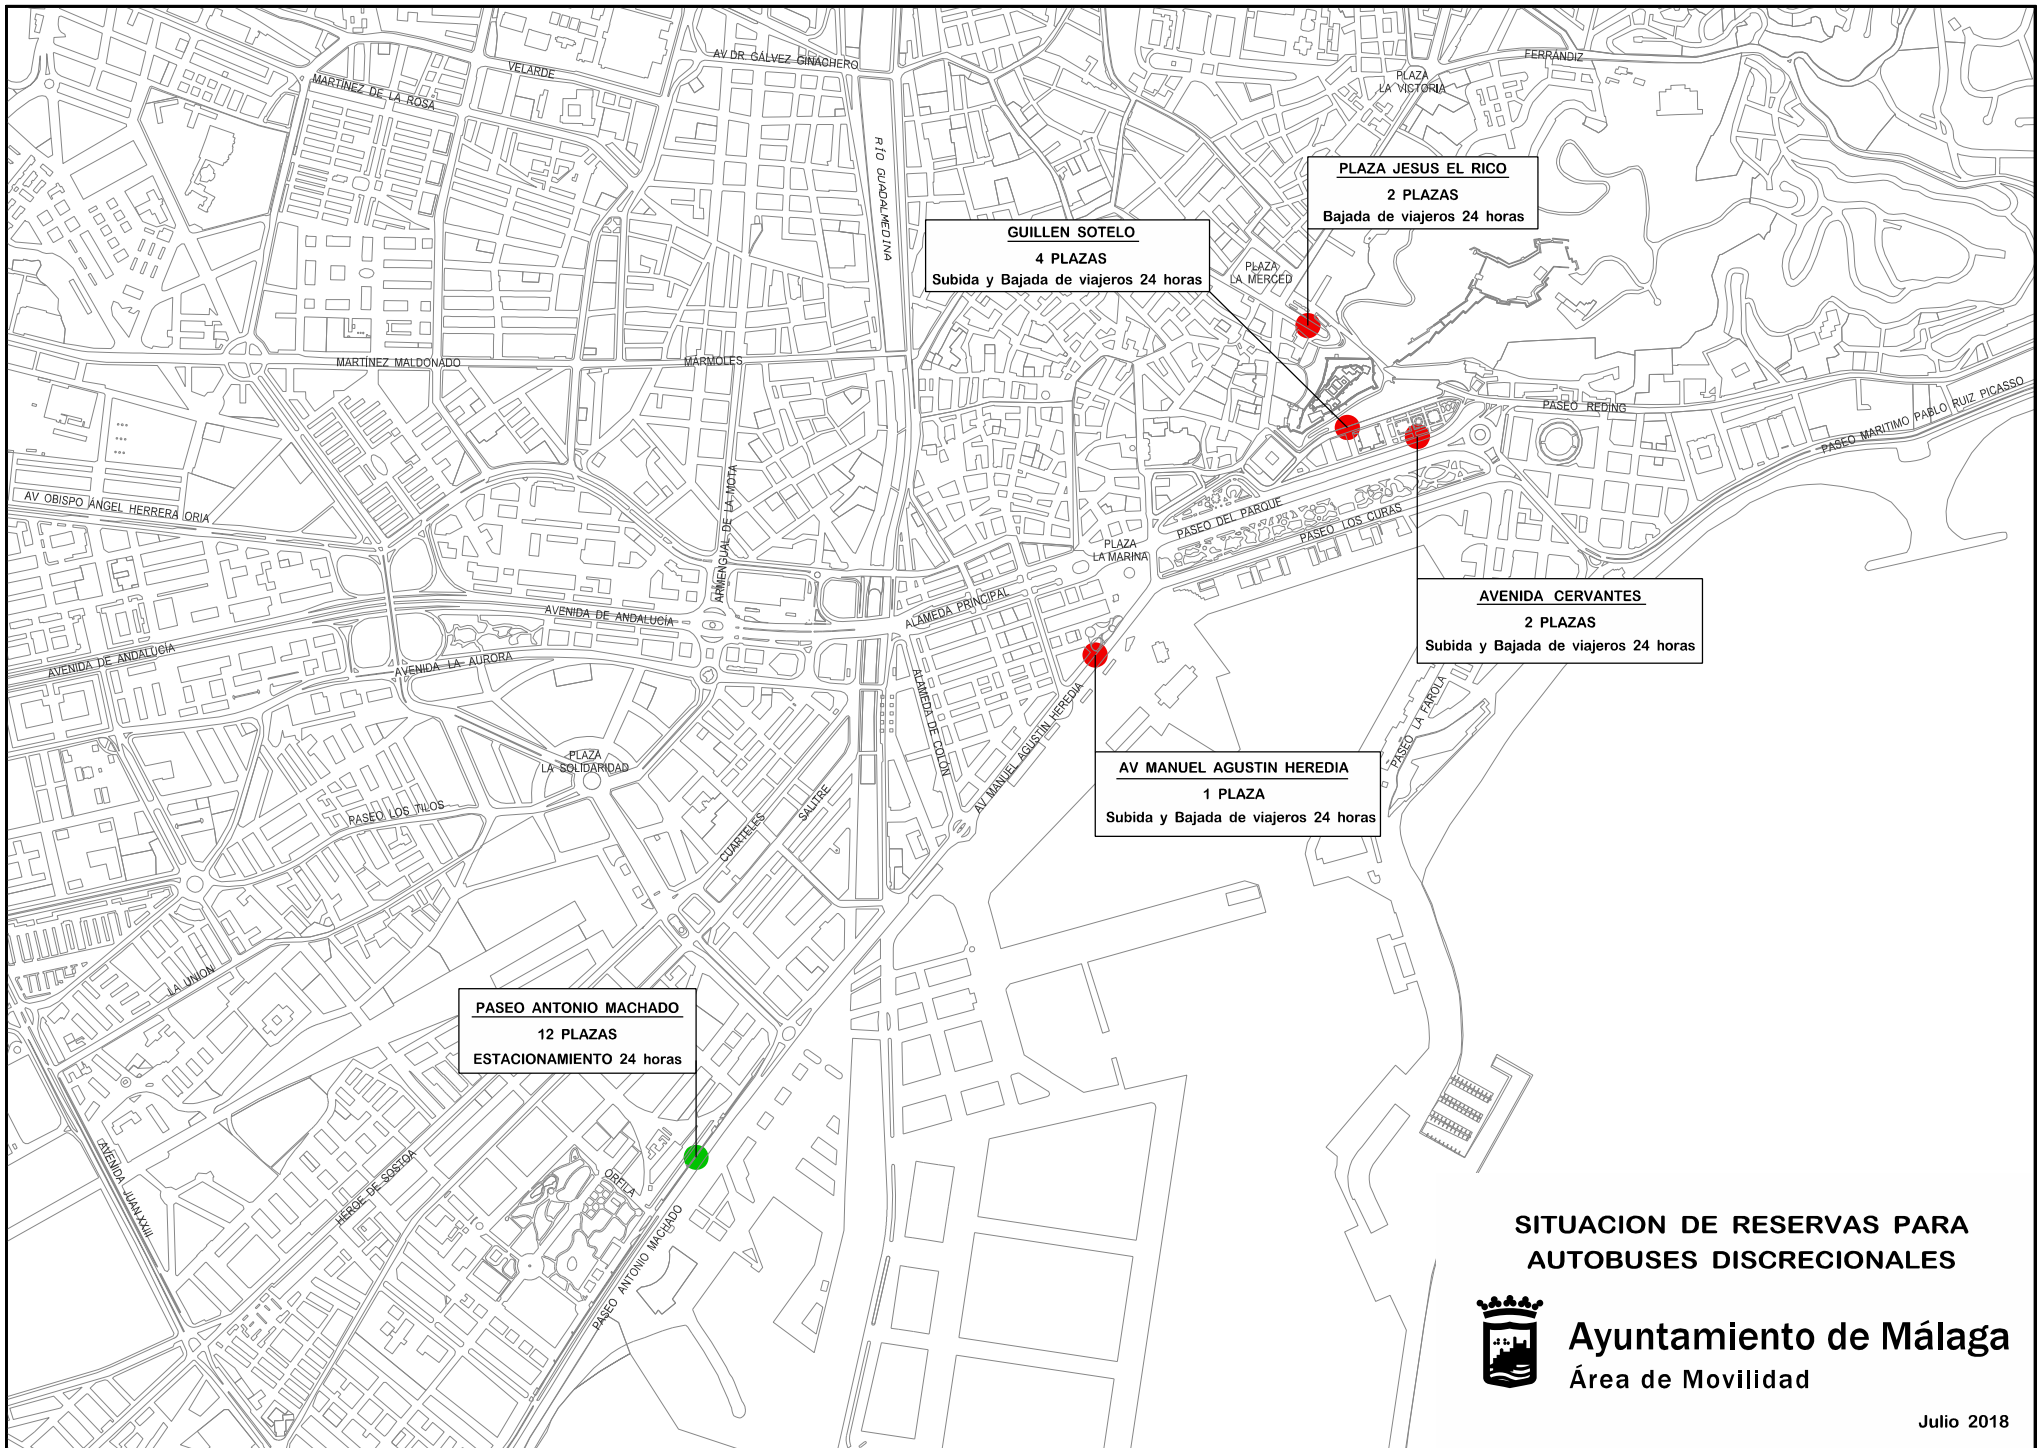 AV DR. GÁLVEZ GINACHERO
VELARDE
MARTÍNEZ DE LA ROSA
FERRÁNDIZ
PLAZA
LA VICTORIA
RÍO GUADALMEDINA
PLAZA JESUS EL RICO
2 PLAZAS
Bajada de viajeros 24 horas
GUILLEN SOTELO
4 PLAZAS
Subida y Bajada de viajeros 24 horas
PLAZA
LA MERCED
MARTÍNEZ MALDONADO
MÁRMOLES
PASEO REDING
PASEO MARITIMO PABLO RUIZ PICASSO
AV OBISPO ÁNGEL HERRERA ORIA
ARMENGUAL DE LA MOTA
PASEO DEL PARQUE
PASEO LOS CURAS
PLAZA
LA MARINA
AVENIDA CERVANTES
2 PLAZAS
Subida y Bajada de viajeros 24 horas
AVENIDA DE ANDALUCÍA
ALAMEDA PRINCIPAL
AVENIDA DE ANDALUCÍA
AVENIDA LA AURORA
ALAMEDA DE COLÓN
AV MANUEL AGUSTIN HEREDIA
PASEO LA FAROLA
PLAZA
LA SOLIDARIDAD
AV MANUEL AGUSTIN HEREDIA
1 PLAZA
Subida y Bajada de viajeros 24 horas
PASEO LOS TILOS
CUARTELES
SALITRE
LA UNION
PASEO ANTONIO MACHADO
12 PLAZAS
ESTACIONAMIENTO 24 horas
AVENIDA JUAN XXIII
HÉROE DE SOSTOA
ORFILA
PASEO ANTONIO MACHADO
SITUACION DE RESERVAS PARA
AUTOBUSES DISCRECIONALES
Ayuntamiento de Málaga
Área de Movilidad
Julio 2018